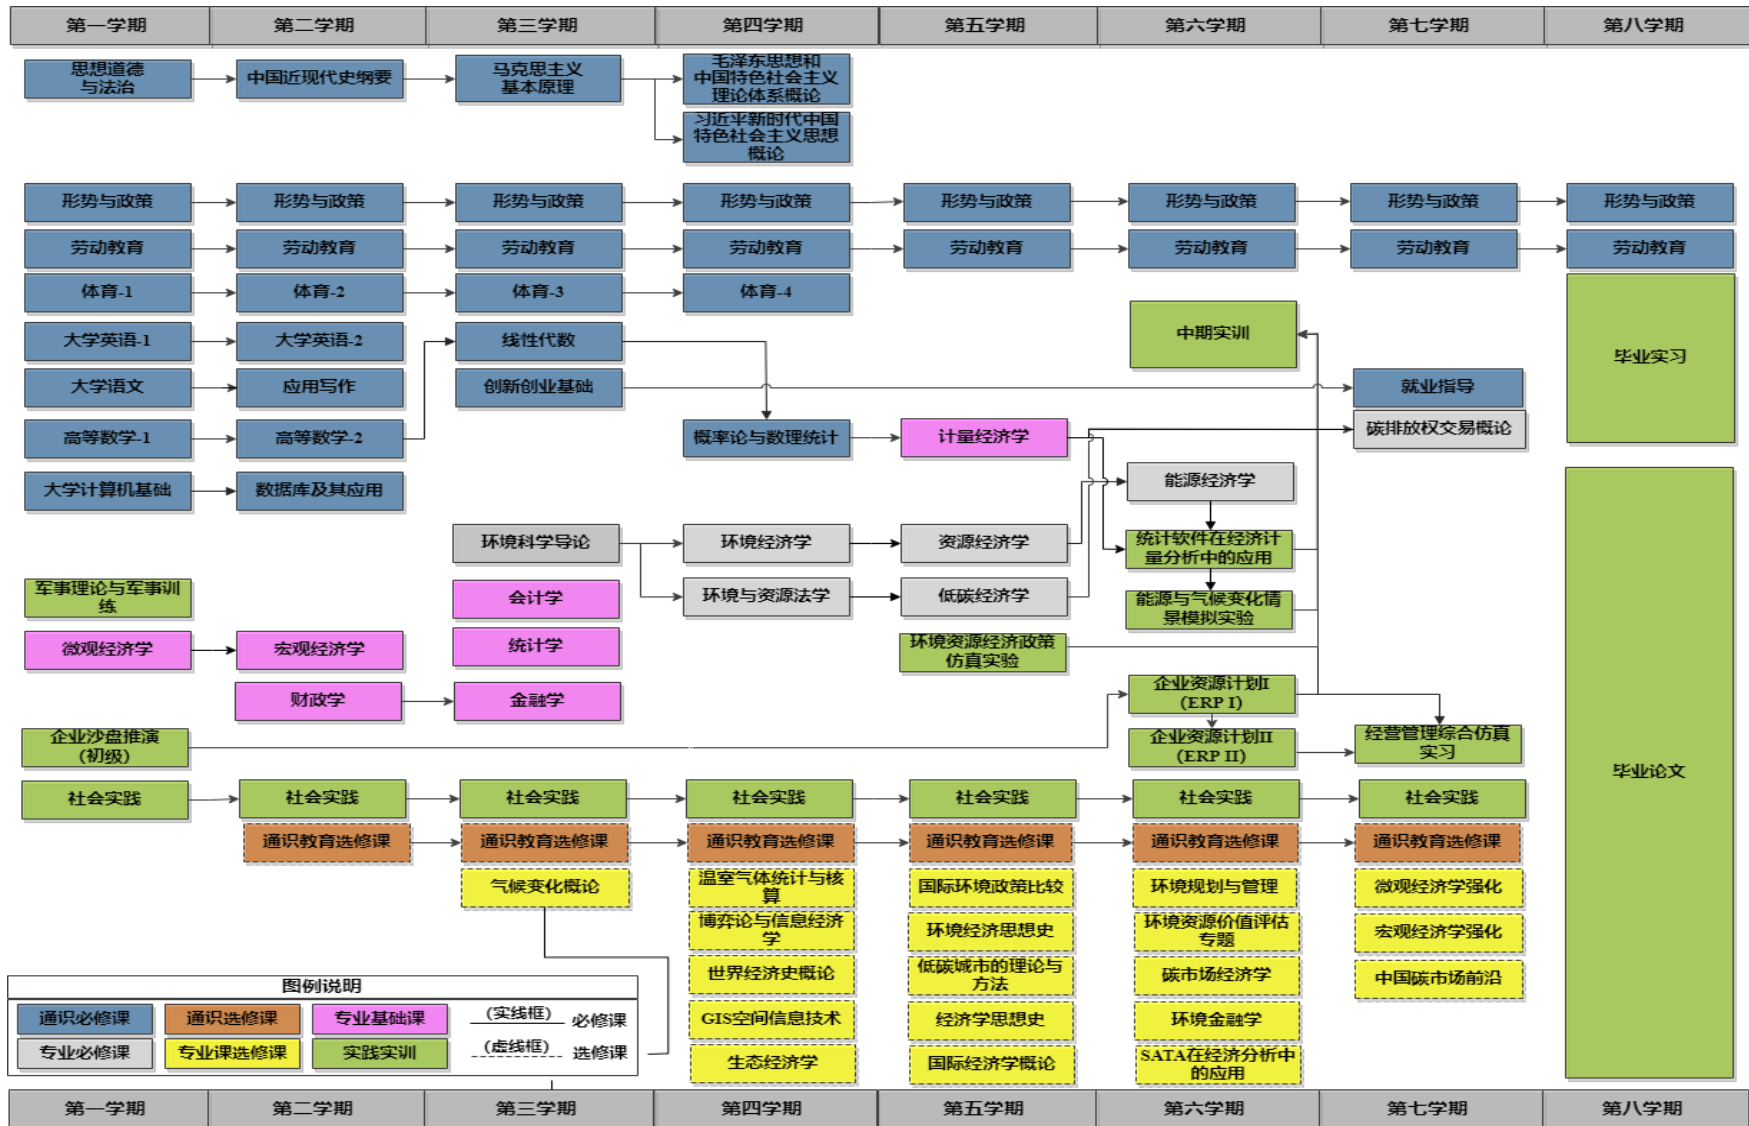 第一学期 第二学期 第三学期 第四学期 第五学期 第六学期 第七学期 第八学期
思想道德
与法治
中国近现代史纲要
马克思主义
基本原理
毛泽东思想和
中国特色社会主义
理论体系概论
习近平新时代中国
特色社会主义思想
概论
形势与政策 形势与政策 形势与政策 形势与政策 形势与政策 形势与政策 形势与政策 形势与政策
劳动教育 劳动教育 劳动教育 劳动教育 劳动教育 劳动教育 劳动教育 劳动教育
体育-1 体育-2 体育-3 体育-4
中期实训
毕业实习
大学英语-1 大学英语-2 线性代数
大学语文 应用写作 创新创业基础 就业指导
高等数学-1 高等数学-2 概率论与数理统计 计量经济学 碳排放权交易概论
大学计算机基础 数据库及其应用 能源经济学
环境科学导论 环境经济学 资源经济学
统计软件在经济计
量分析中的应用
军事理论与军事训
练
会计学 环境与资源法学 低碳经济学
能源与气候变化情
景模拟实验
微观经济学 宏观经济学 统计学
环境资源经济政策
仿真实验
财政学 金融学
企业资源计划I
(ERP I)
企业沙盘推演
(初级)
企业资源计划II
(ERP II)
经营管理综合仿真
实习
毕业论文
社会实践 社会实践 社会实践 社会实践 社会实践 社会实践 社会实践
通识教育选修课 通识教育选修课 通识教育选修课 通识教育选修课 通识教育选修课 通识教育选修课
气候变化概论
温室气体统计与核
算
国际环境政策比较 环境规划与管理 微观经济学强化
博弈论与信息经济
学
环境经济思想史
环境资源价值评估
专题
宏观经济学强化
世界经济史概论
低碳城市的理论与
方法
碳市场经济学 中国碳市场前沿
GIS空间信息技术 经济学思想史 环境金融学
生态经济学 国际经济学概论
SATA在经济分析中
的应用
图例说明
通识必修课 通识选修课 专业基础课 (实线框) 必修课
专业必修课 专业课选修课 实践实训 (虚线框) 选修课
第一学期 第二学期 第三学期 第四学期 第五学期 第六学期 第七学期 第八学期